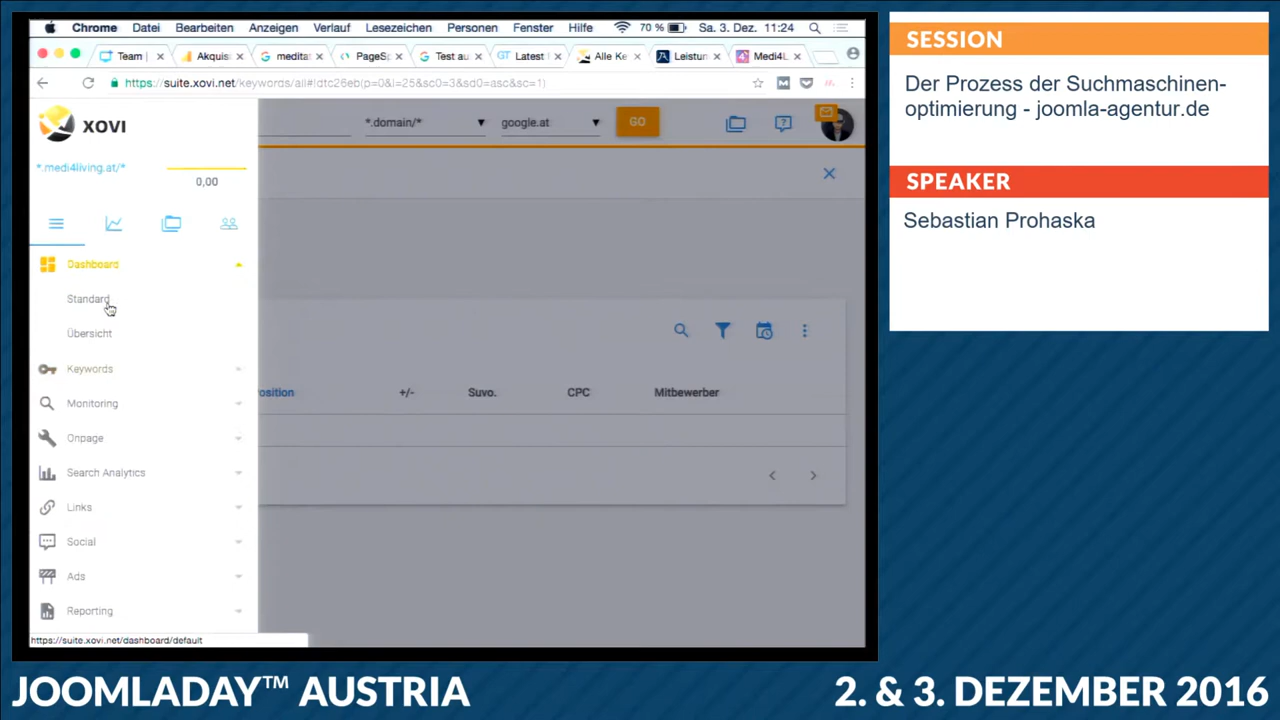 Chrome Datei Bearbeiten Anzeigen Verlauf Lesezeichen Personen Fenster Hilfe 70 % Sa. 3. Dez. 11:24
Team | Akquis medita PageSp Test au GT Latest Alle Ke Leistun Medi4L
https://suite.xovi.net/keywords/all#!dtc26eb(p=0&i=25&sc0=3&sd0=asc&sc=1)
XOVI
*.domain/* google.at GO
*.medi4living.at/*
0,00
Dashboard
Standard
Übersicht
Keywords
Monitoring
Onpage
Search Analytics
Links
Social
Ads
Reporting
osition +/- Suvo. CPC Mitbewerber
https://suite.xovi.net/dashboard/default
SESSION
Der Prozess der Suchmaschinen-
optimierung - joomla-agentur.de
SPEAKER
Sebastian Prohaska
JOOMLADAY™ AUSTRIA
2. & 3. DEZEMBER 2016